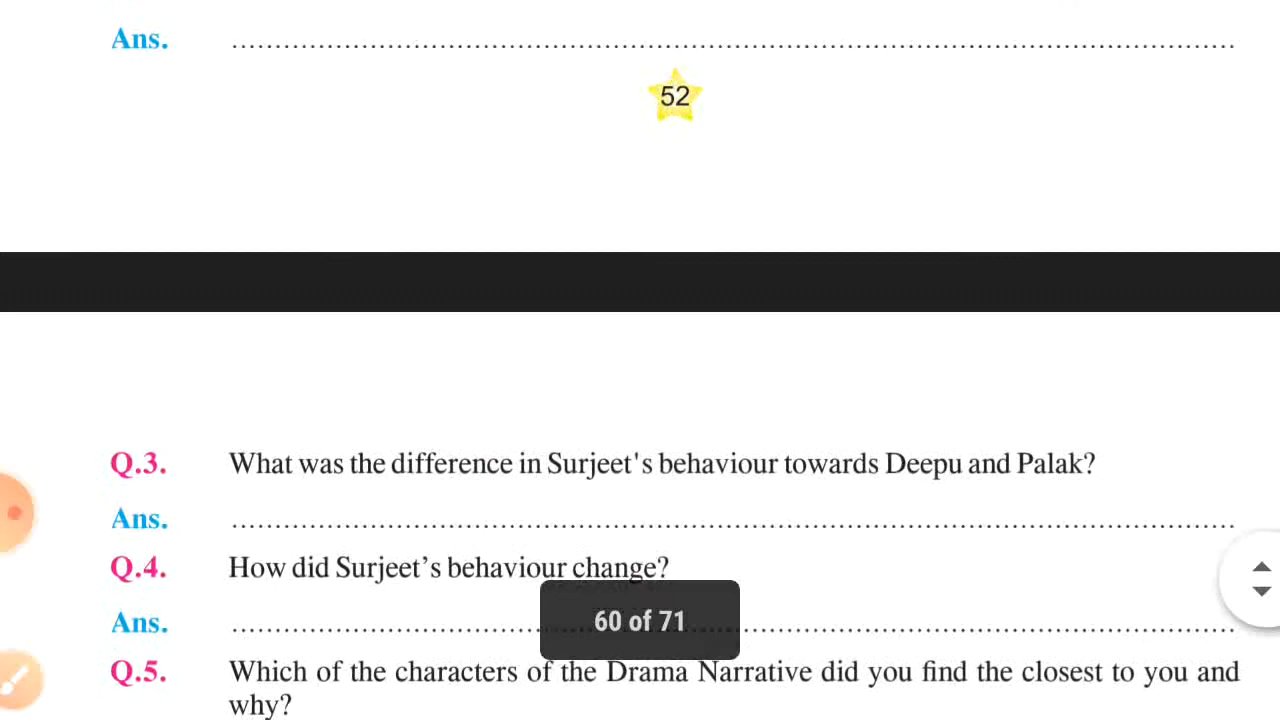 Ans. ....................................................................................................................
52
Q.3. What was the difference in Surjeet's behaviour towards Deepu and Palak?
Ans. ....................................................................................................................
Q.4. How did Surjeet’s behaviour change?
Ans. ....................................................................................................................
60 of 71
Q.5. Which of the characters of the Drama Narrative did you find the closest to you and
why?